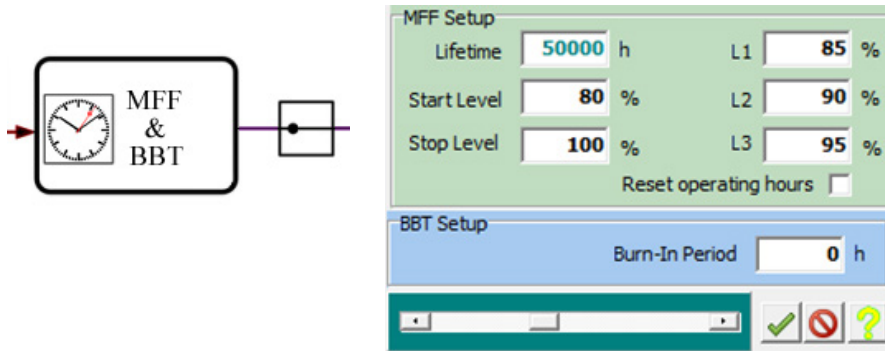 MFF
&
BBT
MFF Setup
Lifetime 50000 h L1 85 %
Start Level 80 % L2 90 %
Stop Level 100 % L3 95 %
Reset operating hours
BBT Setup
Burn-In Period 0 h
?